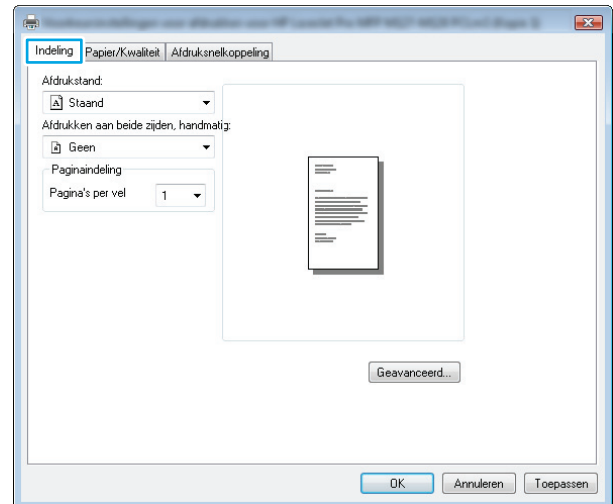 Indeling Papier/Kwaliteit Afdruksnelkoppeling
Afdrukstand:
A Staand
Afdrukken aan beide zijden, handmatig:
Geen
Paginaindeling
Pagina's per vel 1
Geavanceerd...
OK Annuleren Toepassen